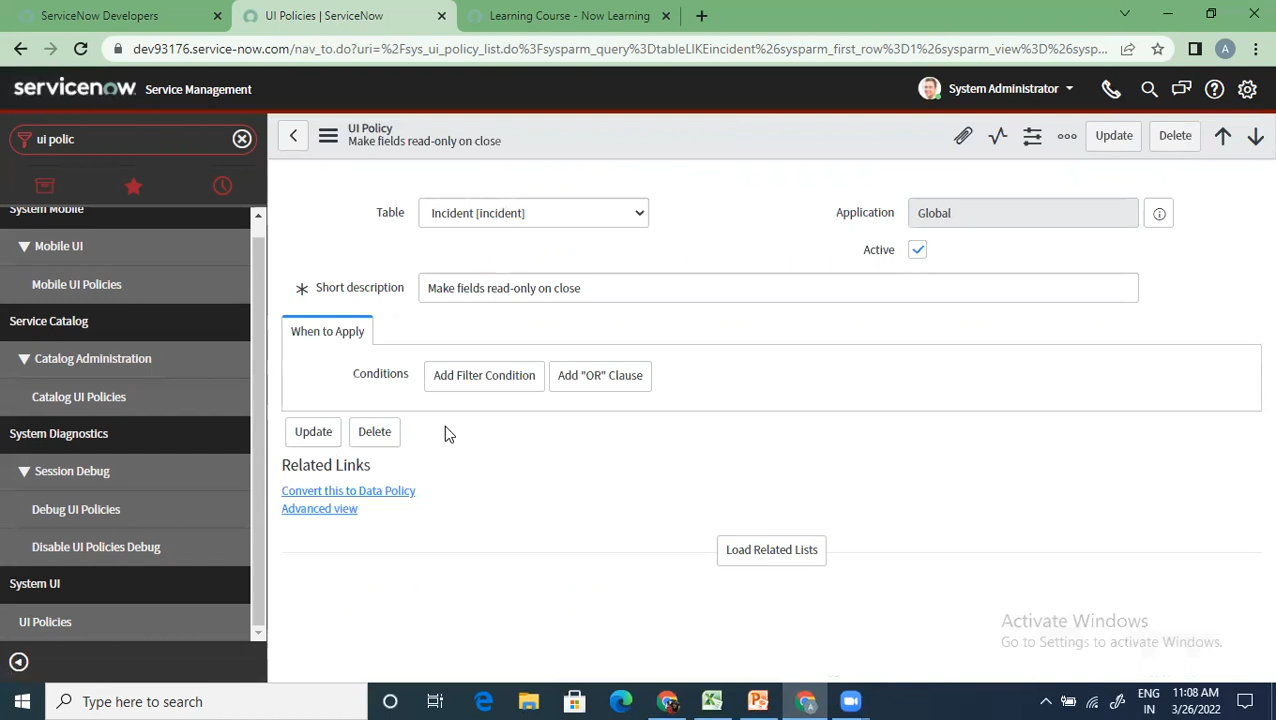 ServiceNow Developers
UI Policies | ServiceNow
Learning Course - Now Learning
dev93176.service-now.com/nav_to.do?uri=%2Fsys_ui_policy_list.do%3Fsysparm_query%3DtableLIKEincident%26sysparm_first_row%3D1%26sysparm_view%3D%26sysp...
A
servicenow Service Management
System Administrator
ui polic
UI Policy
Make fields read-only on close
Update
Delete
System Mobile
Mobile UI
Mobile UI Policies
Service Catalog
Catalog Administration
Catalog UI Policies
System Diagnostics
Session Debug
Debug UI Policies
Disable UI Policies Debug
System UI
UI Policies
Table
Incident [incident]
Application
Global
Active
Short description
Make fields read-only on close
When to Apply
Conditions
Add Filter Condition
Add "OR" Clause
Update
Delete
Related Links
Convert this to Data Policy
Advanced view
Load Related Lists
Activate Windows
Go to Settings to activate Windows.
Type here to search
ENG
IN
11:08 AM
3/26/2022